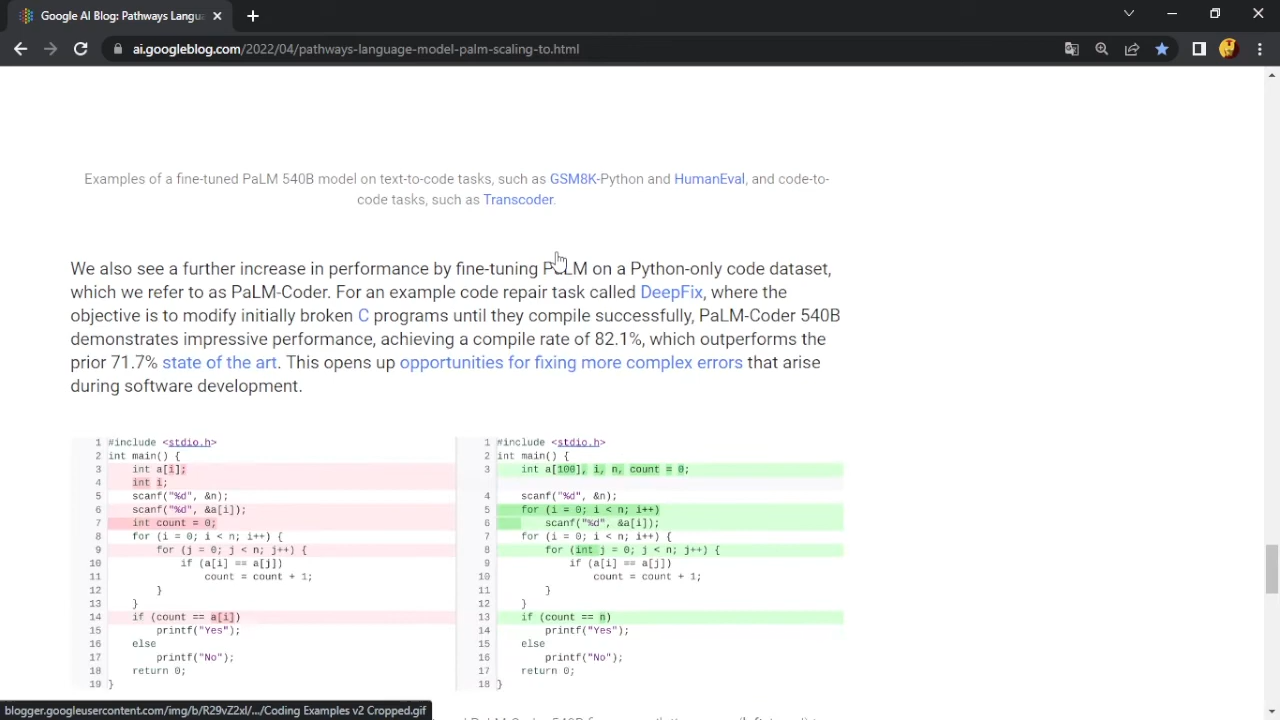 Google AI Blog: Pathways Langu
ai.googleblog.com/2022/04/pathways-language-model-palm-scaling-to.html
Examples of a fine-tuned PaLM 540B model on text-to-code tasks, such as GSM8K-Python and HumanEval, and code-to-
code tasks, such as Transcoder.
We also see a further increase in performance by fine-tuning PaLM on a Python-only code dataset,
which we refer to as PaLM-Coder. For an example code repair task called DeepFix, where the
objective is to modify initially broken C programs until they compile successfully, PaLM-Coder 540B
demonstrates impressive performance, achieving a compile rate of 82.1%, which outperforms the
prior 71.7% state of the art. This opens up opportunities for fixing more complex errors that arise
during software development.
1 #include <stdio.h>
2 int main() {
3 int a[i];
4 int i;
5 scanf("%d", &n);
6 scanf("%d", &a[i]);
7 int count = 0;
8 for (i = 0; i < n; i++) {
9 for (j = 0; j < n; j++) {
10 if (a[i] == a[j])
11 count = count + 1;
12 }
13 }
14 if (count == a[i])
15 printf("Yes");
16 else
17 printf("No");
18 return 0;
19 }
1 #include <stdio.h>
2 int main() {
3 int a[100], i, n, count = 0;
4 scanf("%d", &n);
5 for (i = 0; i < n; i++)
6 scanf("%d", &a[i]);
7 for (i = 0; i < n; i++) {
8 for (int j = 0; j < n; j++) {
9 if (a[i] == a[j])
10 count = count + 1;
11 }
12 }
13 if (count == n)
14 printf("Yes");
15 else
16 printf("No");
17 return 0;
18 }
blogger.googleusercontent.com/img/b/R29vZ2xl/.../Coding Examples v2 Cropped.gif